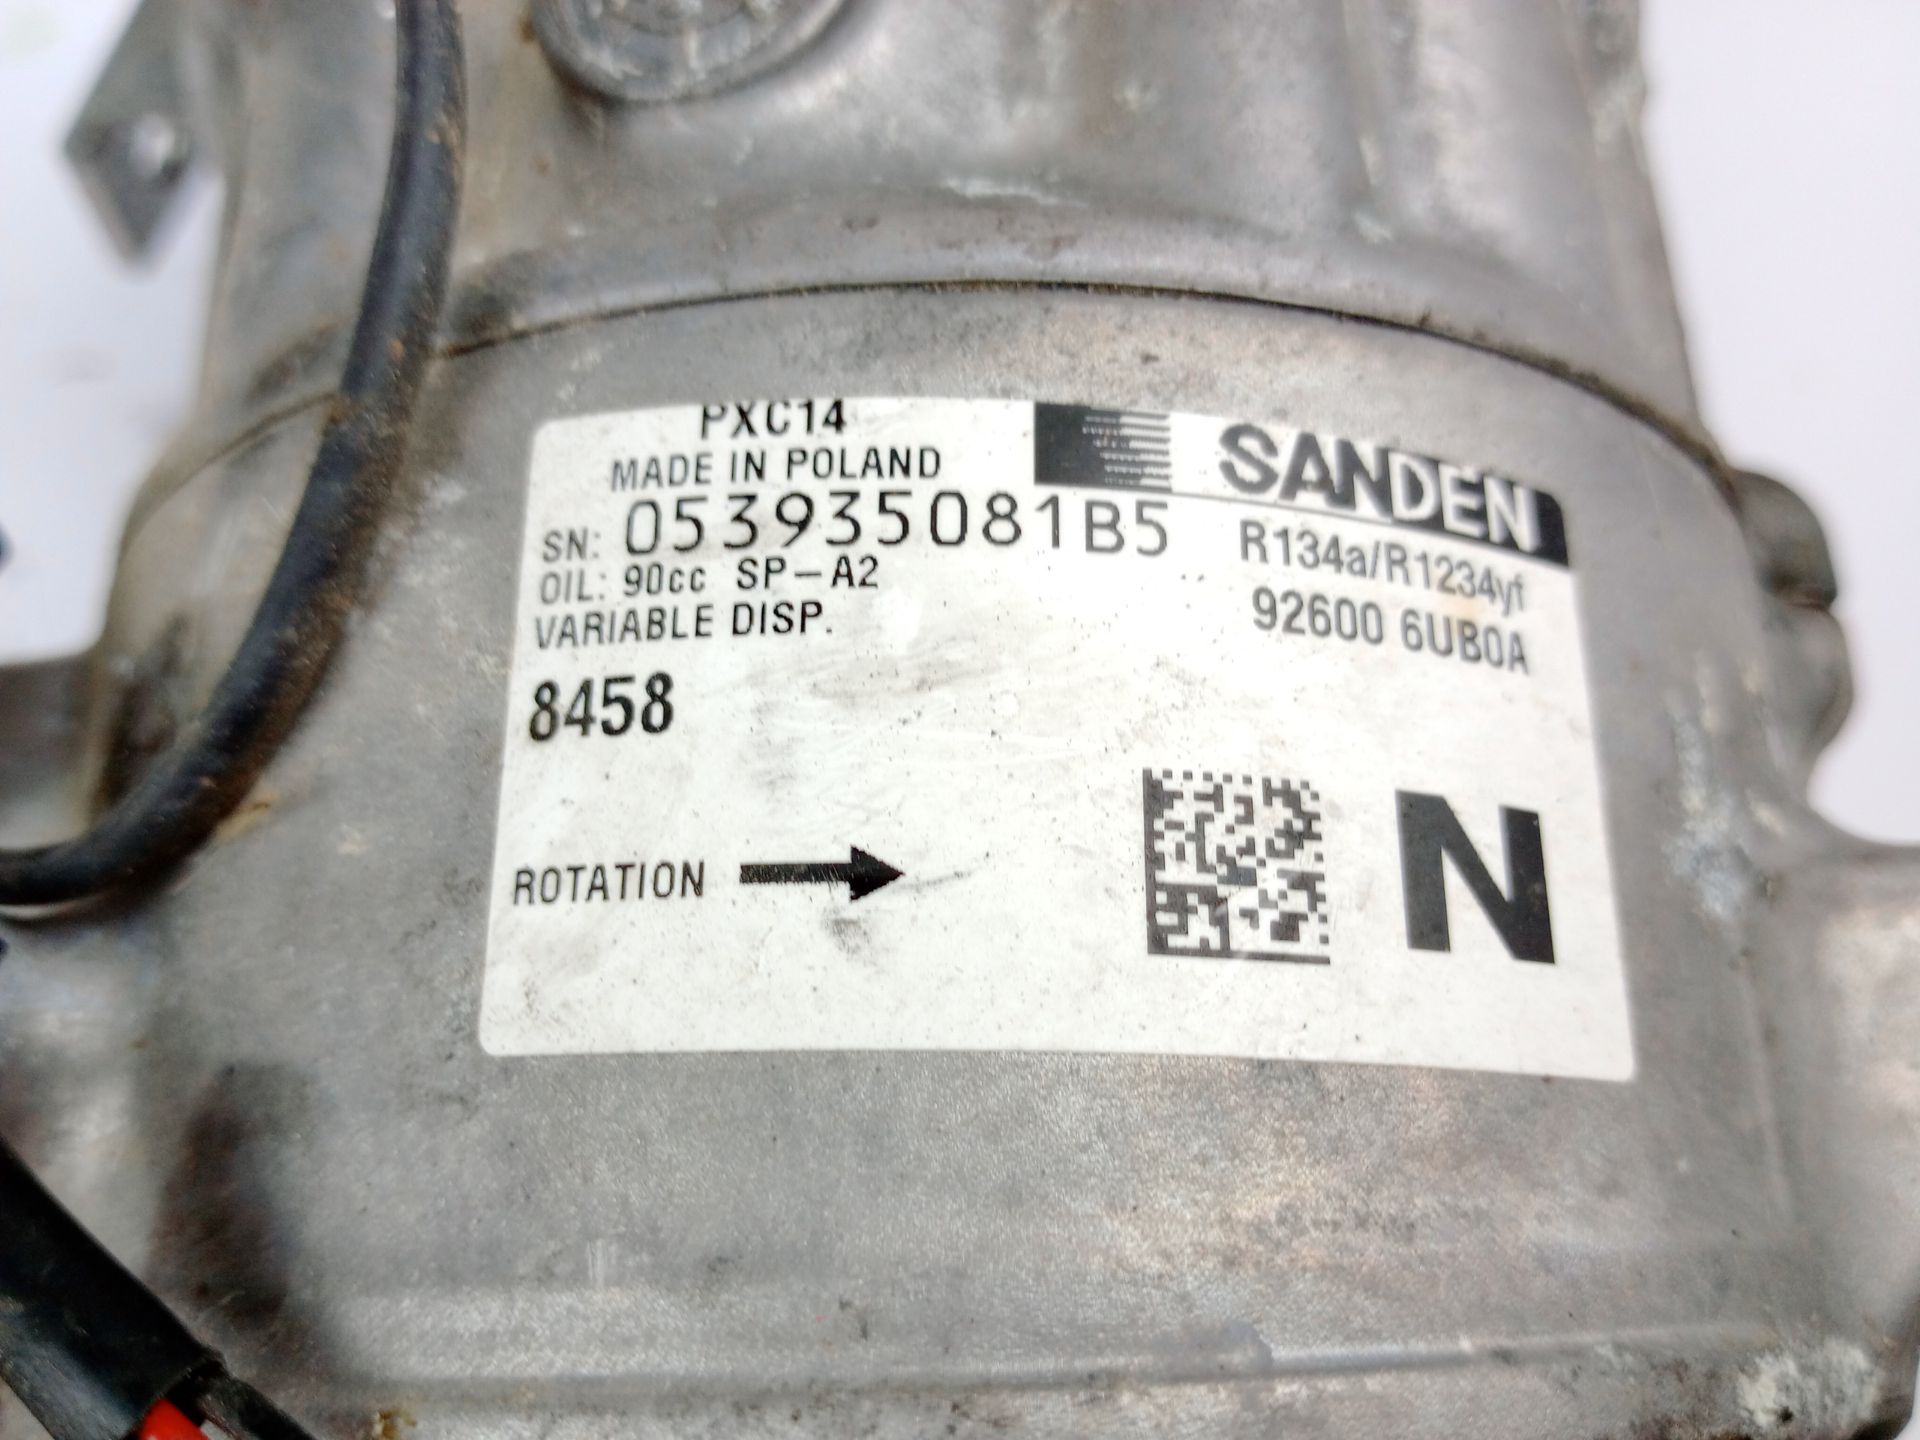 PXC14
MADE IN POLAND
SANDEN
SN: 053935081B5
R134a/R1234yf
OIL: 90cc SP-A2
92600 6UB0A
VARIABLE DISP.
8458
ROTATION
N